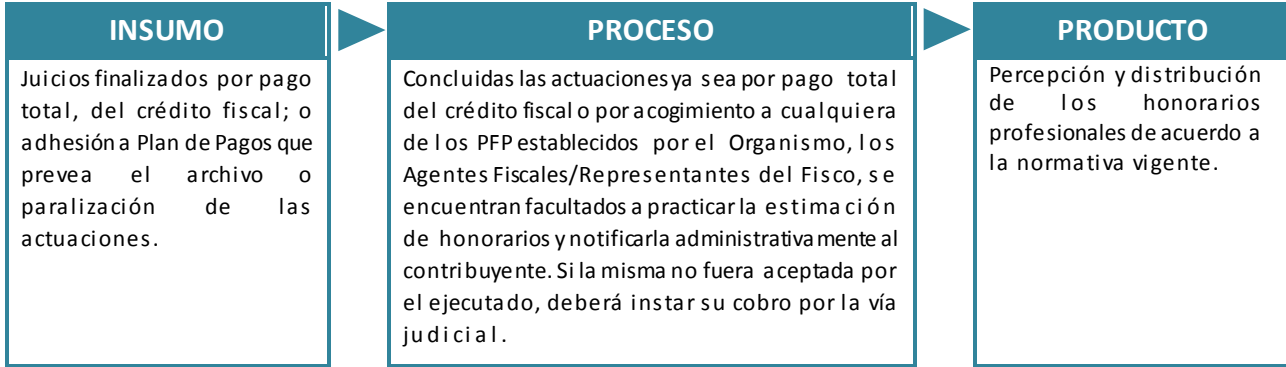 INSUMO
Juicios finalizados por pago
total, del crédito fiscal; o
adhesión a Plan de Pagos que
prevea el archivo o
paralización de las
actuaciones.
PROCESO
Concluidas las actuaciones ya sea por pago total
del crédito fiscal o por acogimiento a cualquiera
de los PFP establecidos por el Organismo, los
Agentes Fiscales/Representantes del Fisco, se
encuentran facultados a practicar la estimación
de honorarios y notificarla administrativamente al
contribuyente. Si la misma no fuera aceptada por
el ejecutado, deberá instar su cobro por la vía
judicial.
PRODUCTO
Percepción y distribución
de los honorarios
profesionales de acuerdo a
la normativa vigente.